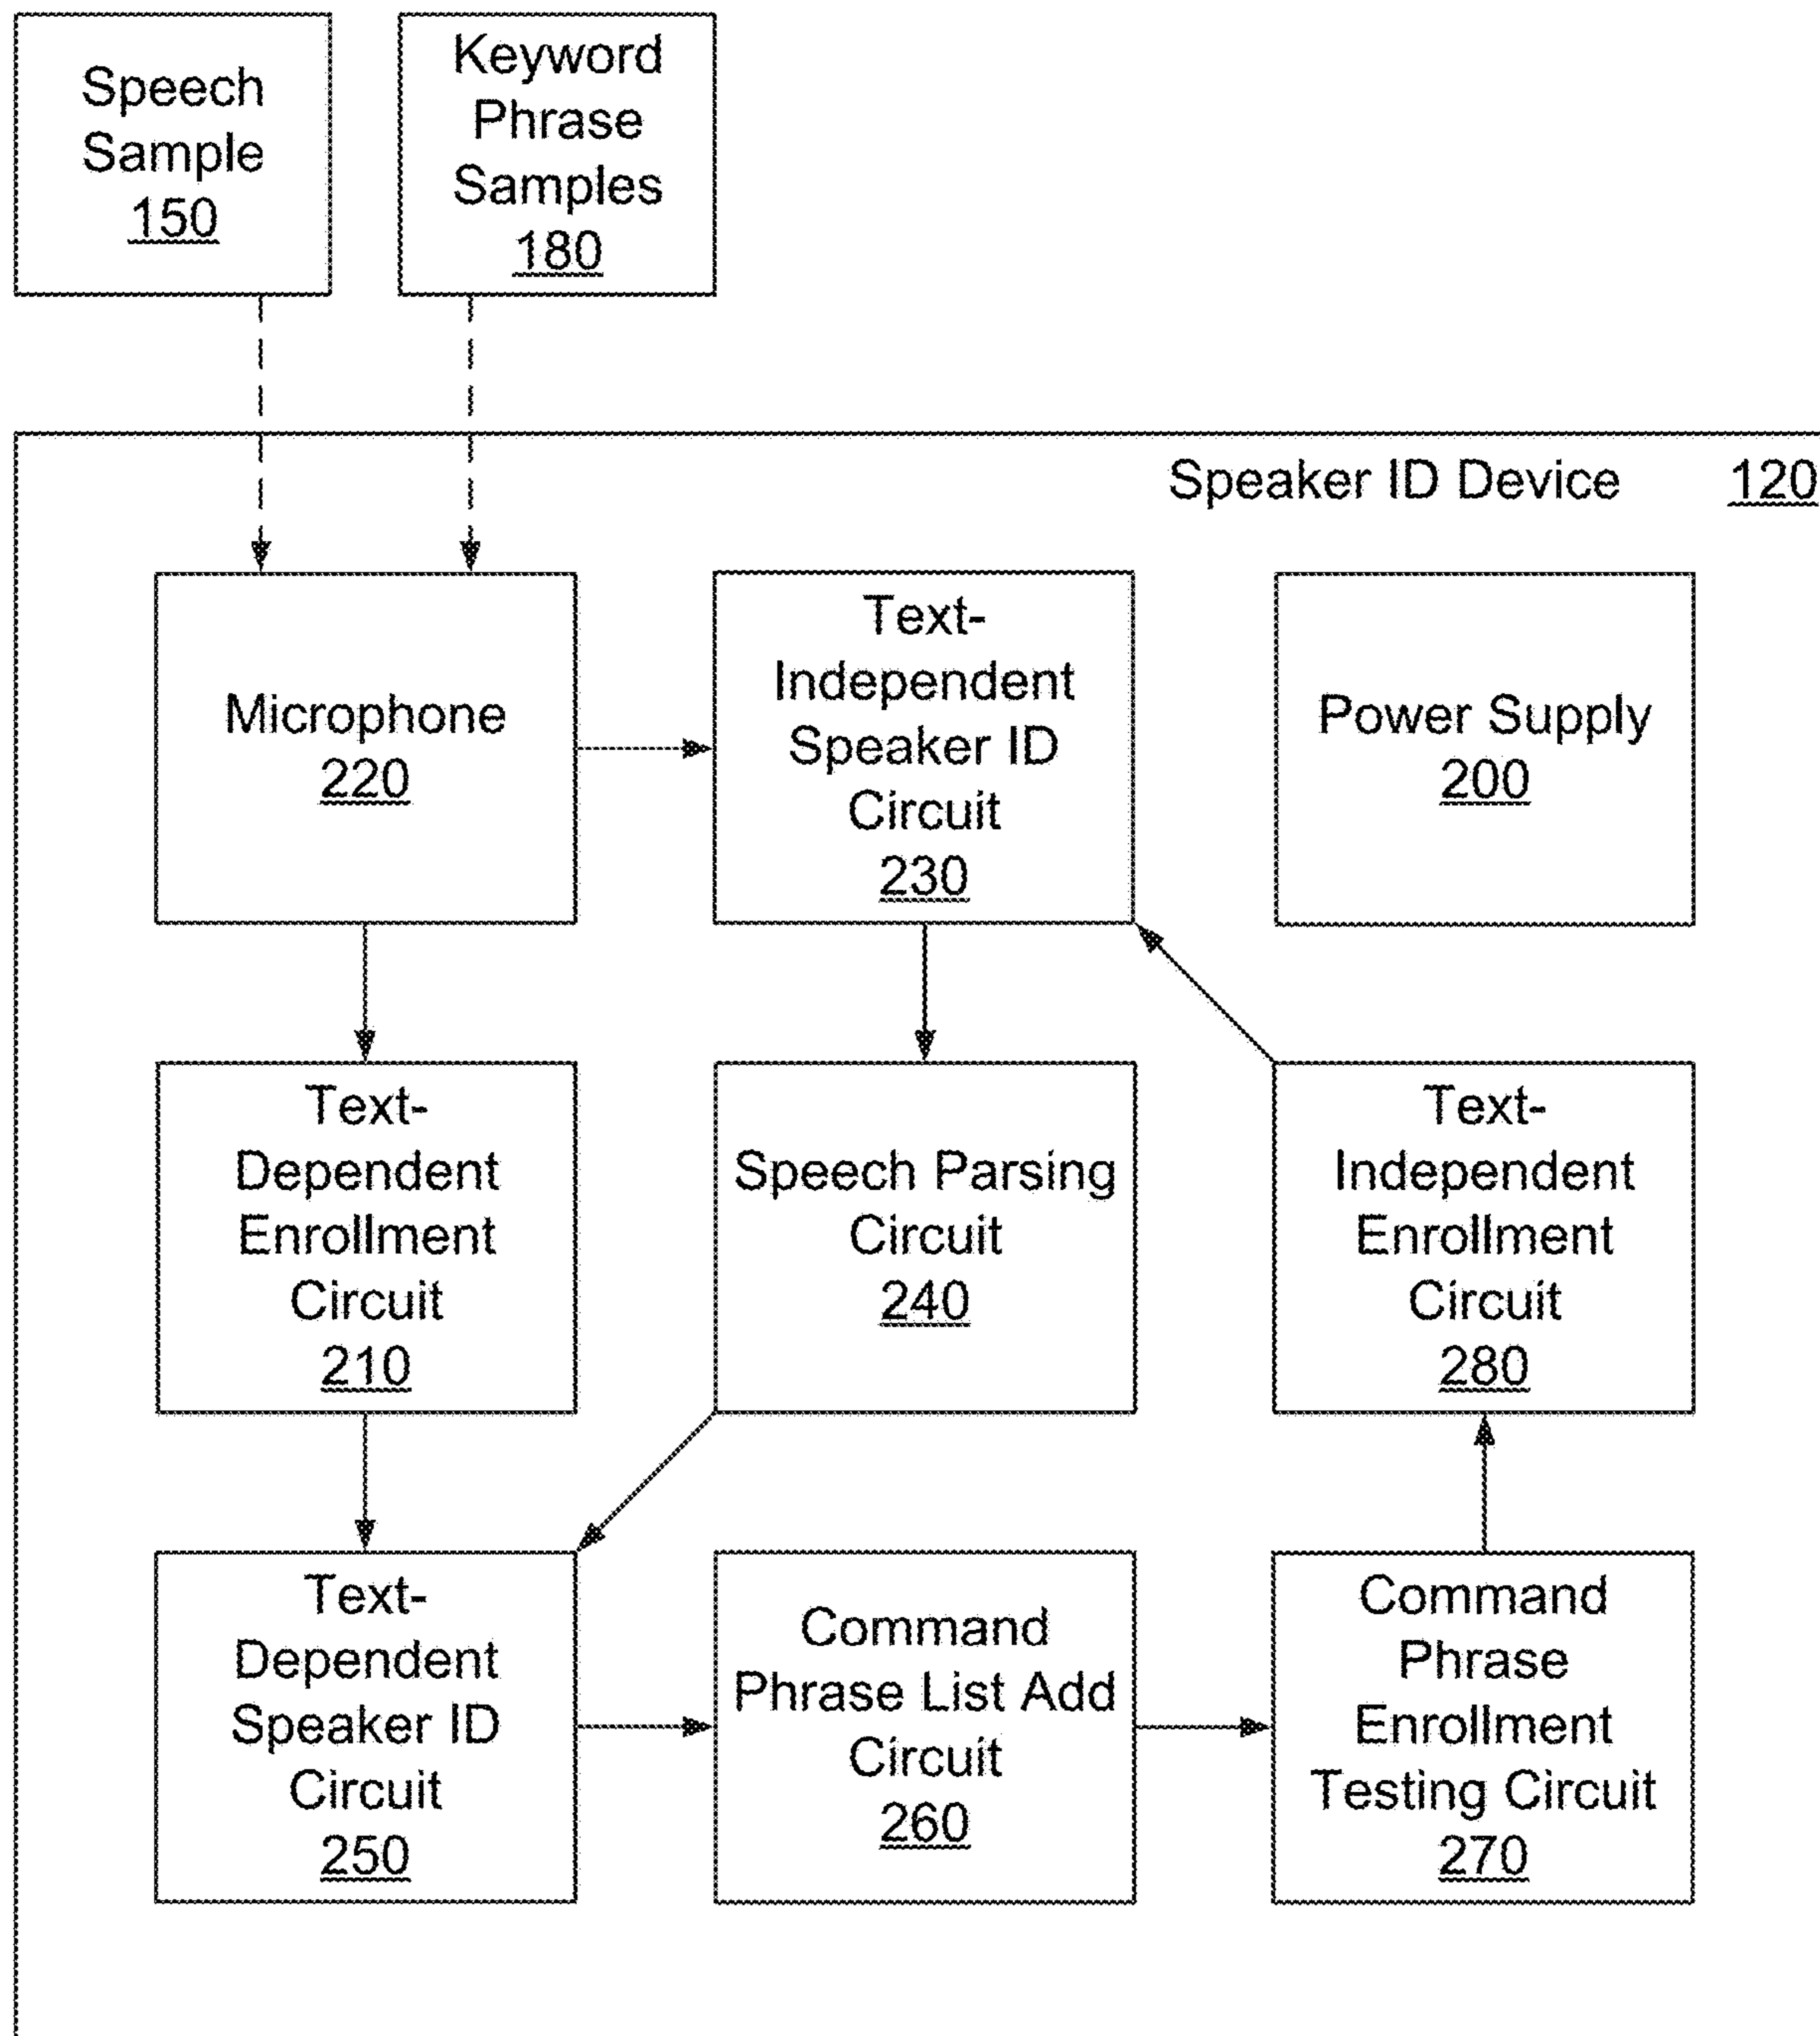 Speech
Sample
150
Keyword
Phrase
Samples
180
Speaker ID Device 120
Microphone
220
Text-
Independent
Speaker ID
Circuit
230
Power Supply
200
Text-
Dependent
Enrollment
Circuit
210
Speech Parsing
Circuit
240
Text-
Independent
Enrollment
Circuit
280
Text-
Dependent
Speaker ID
Circuit
250
Command
Phrase List Add
Circuit
260
Command
Phrase
Enrollment
Testing Circuit
270